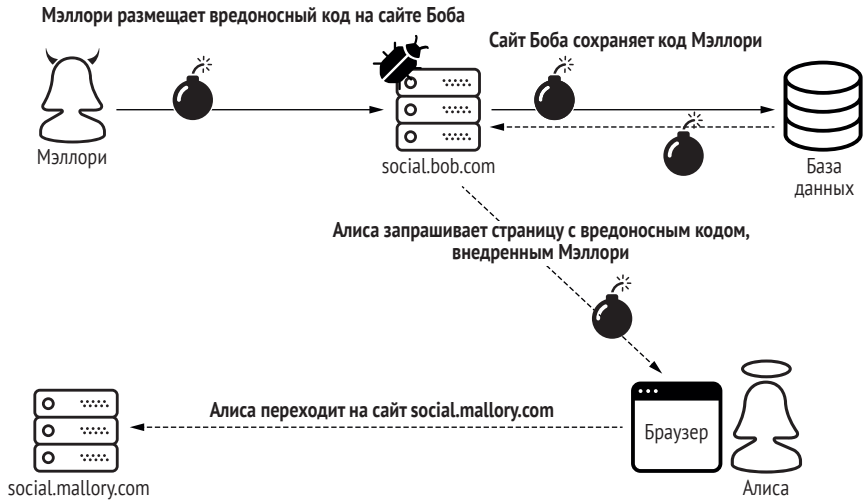 Мэллори размещает вредоносный код на сайте Боба
Сайт Боба сохраняет код Мэллори
Мэллори
social.bob.com
База
данных
Алиса запрашивает страницу с вредоносным кодом,
внедренным Мэллори
Алиса переходит на сайт social.mallory.com
Браузер
social.mallory.com
Алиса